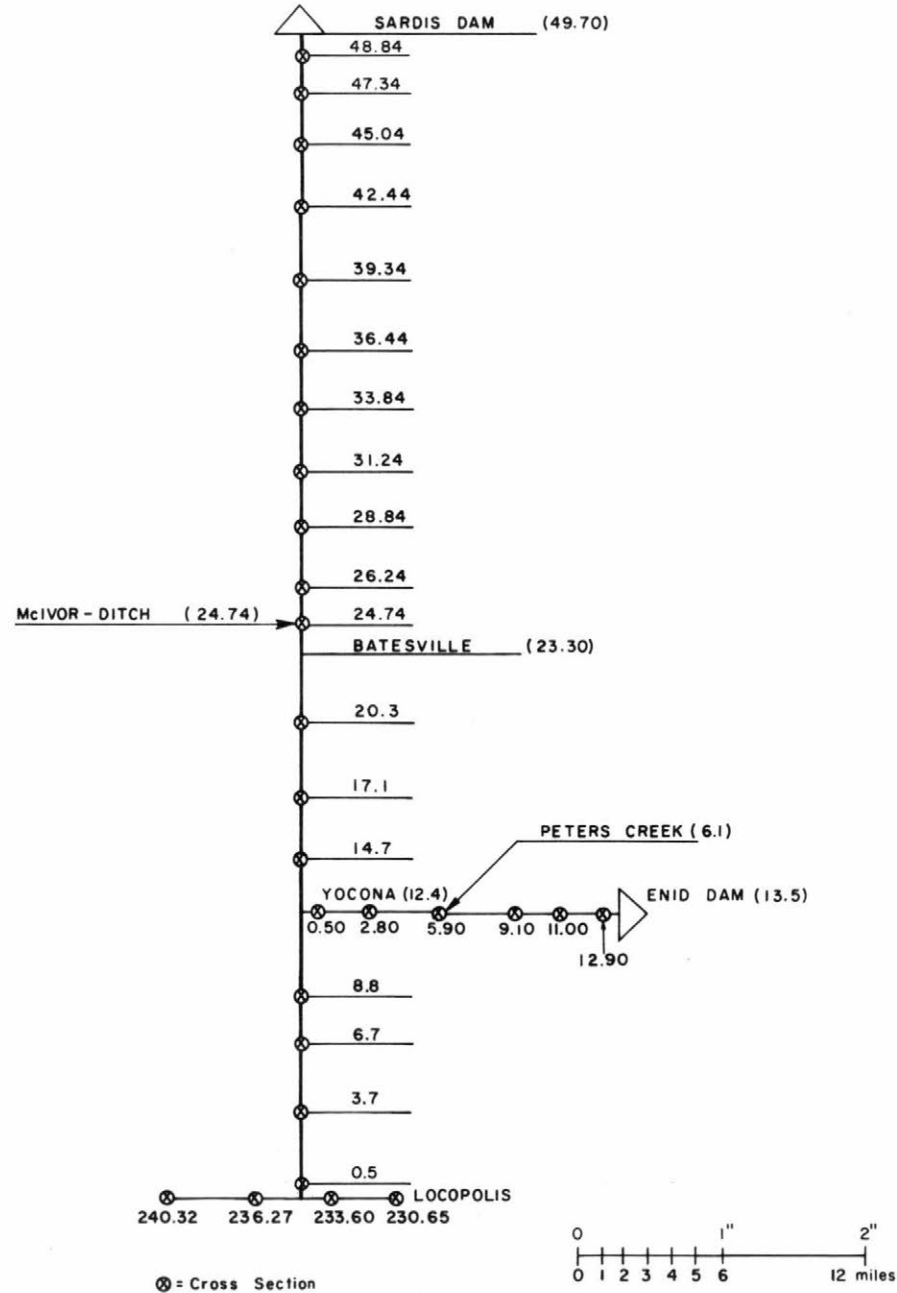 SARDIS DAM (49.70)
48.84
47.34
45.04
42.44
39.34
36.44
33.84
31.24
28.84
26.24
McIVOR-DITCH (24.74)
24.74
BATESVILLE (23.30)
20.3
17.1
PETERS CREEK (6.1)
14.7
YOCONA (12.4)
ENID DAM (13.5)
0.50 2.80 5.90 9.10 11.00
12.90
8.8
6.7
3.7
0.5
LOCOPOLIS
240.32 236.27 233.60 230.65
0 1" 2"
0 1 2 3 4 5 6 12 miles
= Cross Section